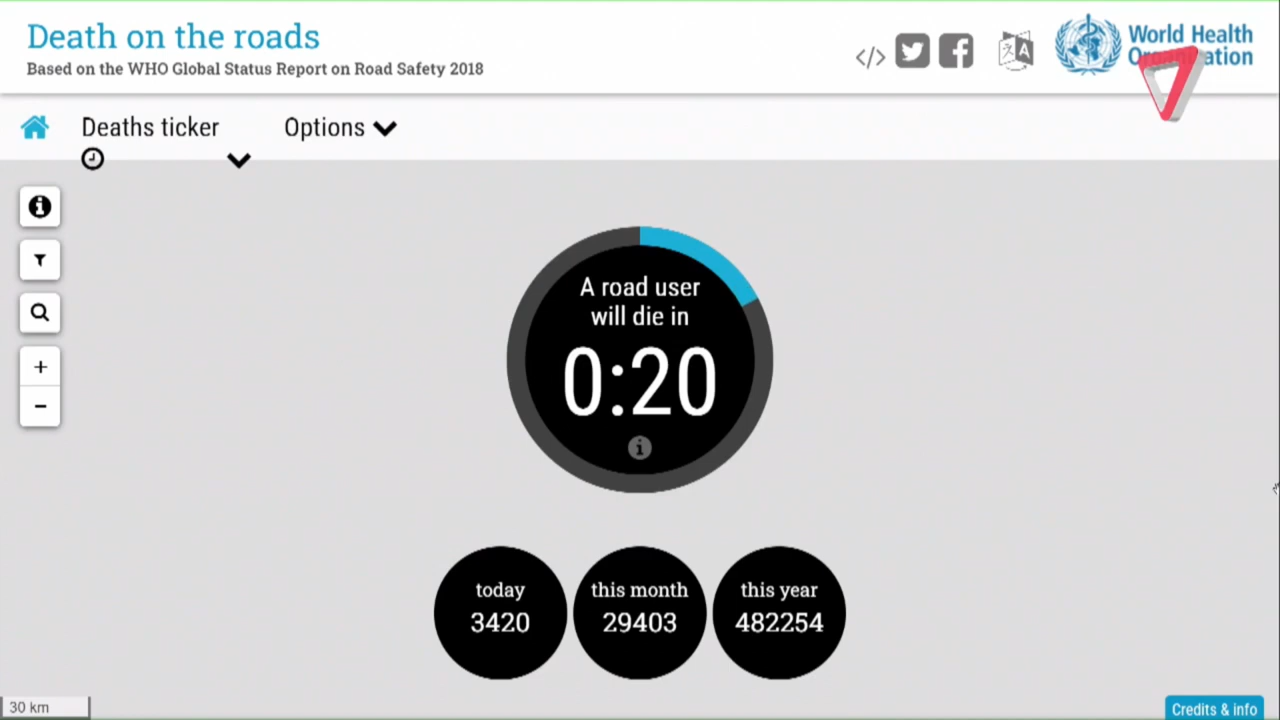 Death on the roads
Based on the WHO Global Status Report on Road Safety 2018
</>
World Health
Deaths ticker
Options
A road user
will die in
0:20
today
3420
this month
29403
this year
482254
+
−
30 km
Credits & info